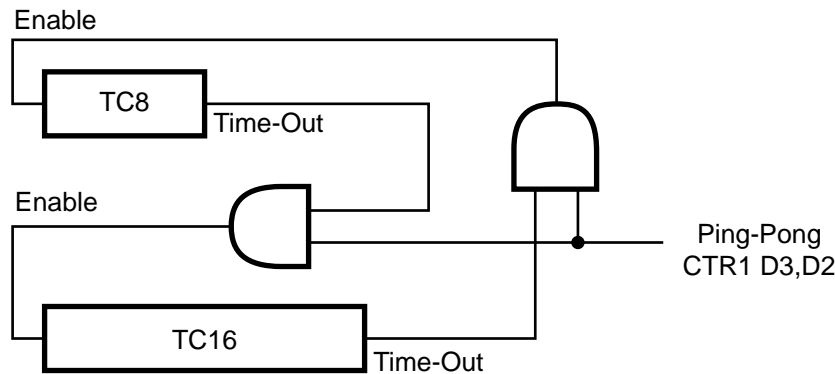 Enable
TC8
Time-Out
Enable
Ping-Pong
CTR1 D3,D2
TC16
Time-Out